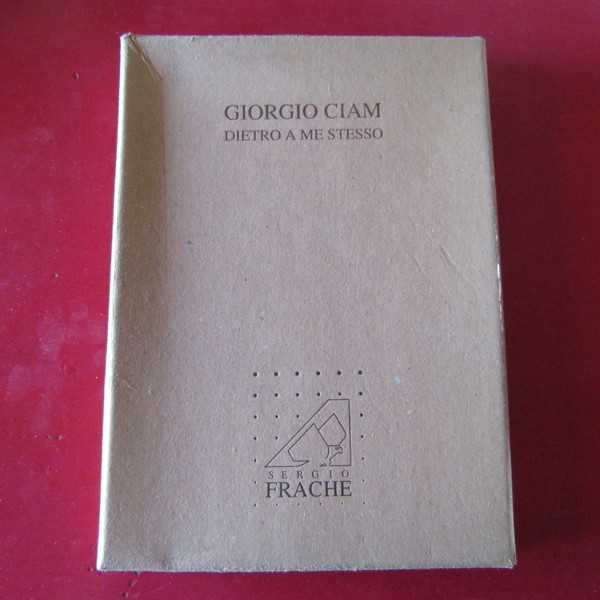 GIORGIO CIAM
DIETRO A ME STESSO
SERGIO
FRACHE